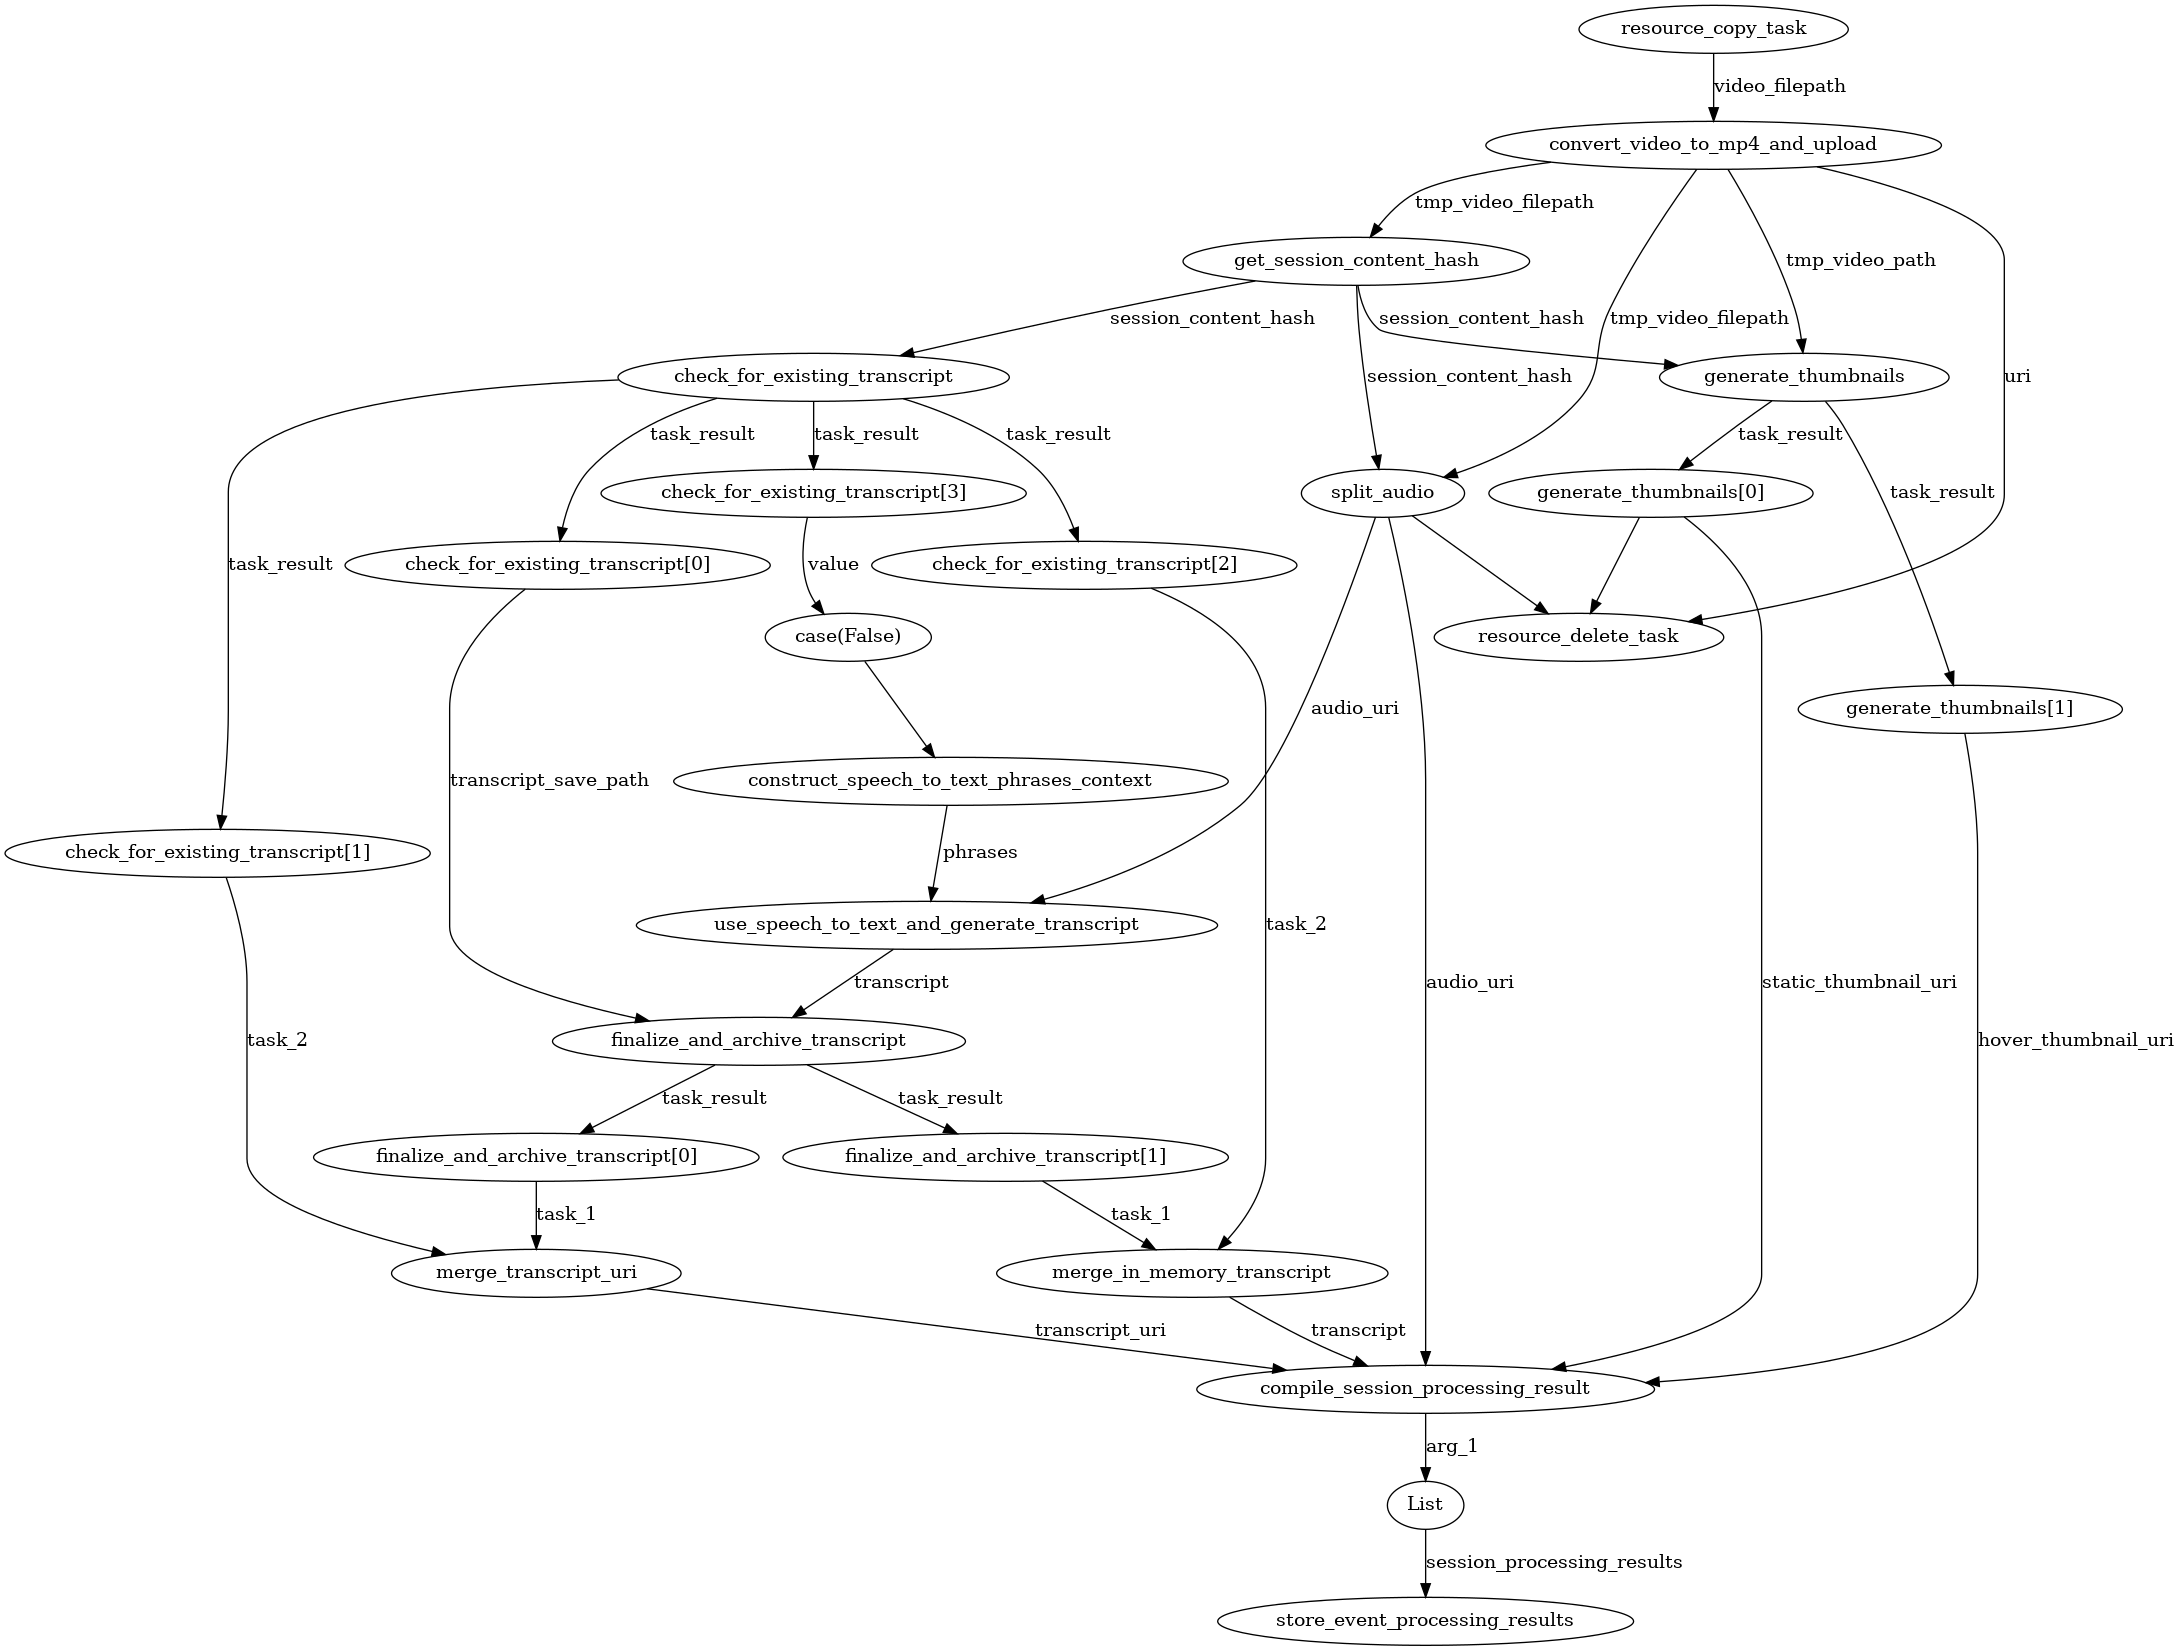 resource_copy_task
video_filepath
convert_video_to_mp4_and_upload
tmp_video_filepath
get_session_content_hash
tmp_video_path
session_content_hash
session_content_hash
tmp_video_filepath
check_for_existing_transcript
session_content_hash
generate_thumbnails
uri
task_result
task_result
task_result
task_result
check_for_existing_transcript[3]
split_audio
generate_thumbnails[0]
task_result
task_result
check_for_existing_transcript[0]
value
check_for_existing_transcript[2]
case(False)
resource_delete_task
audio_uri
generate_thumbnails[1]
transcript_save_path
construct_speech_to_text_phrases_context
check_for_existing_transcript[1]
phrases
use_speech_to_text_and_generate_transcript
task_2
transcript
audio_uri
static_thumbnail_uri
task_2
finalize_and_archive_transcript
hover_thumbnail_uri
task_result
task_result
finalize_and_archive_transcript[0]
finalize_and_archive_transcript[1]
task_1
task_1
merge_transcript_uri
merge_in_memory_transcript
transcript_uri
transcript
compile_session_processing_result
arg_1
List
session_processing_results
store_event_processing_results